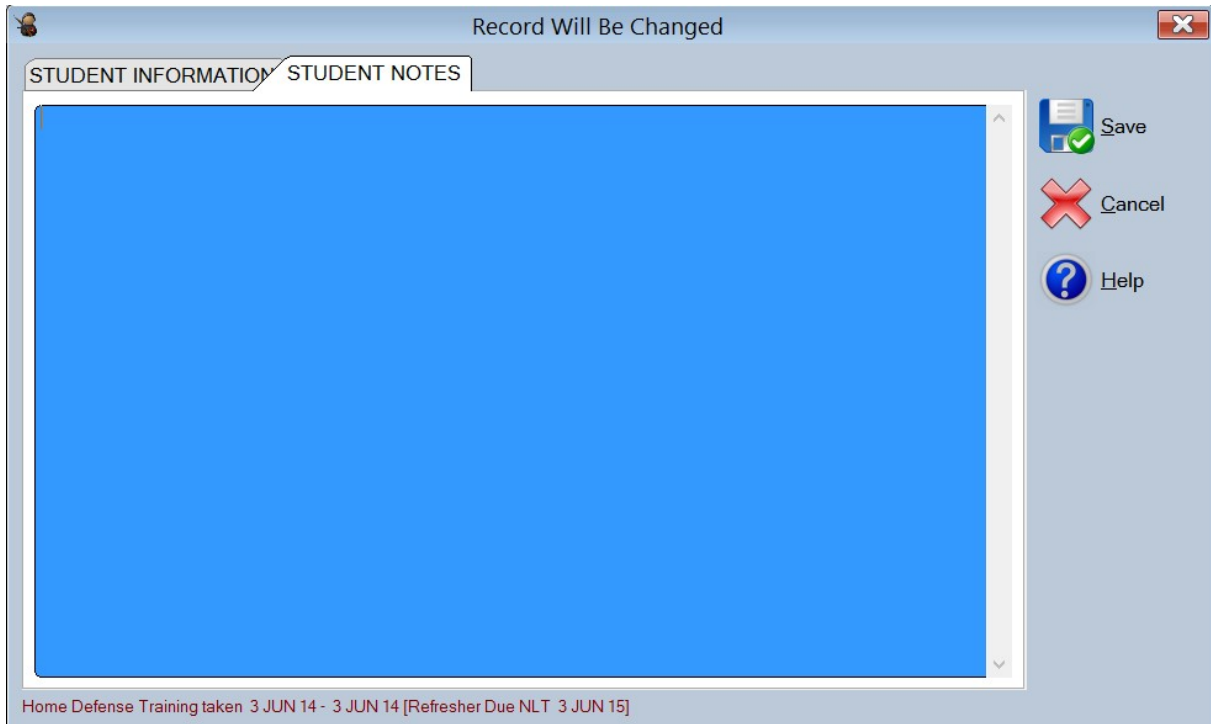 Record Will Be Changed
STUDENT INFORMATION STUDENT NOTES
Save
Cancel
Help
Home Defense Training taken 3 JUN 14 - 3 JUN 14 [Refresher Due NLT 3 JUN 15]